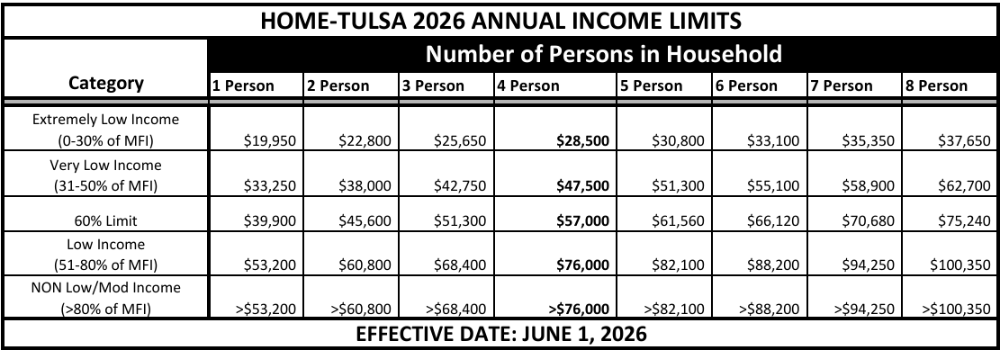 HOME-TULSA 2026 ANNUAL INCOME LIMITS
Number of Persons in Household
Category 1 Person 2 Person 3 Person 4 Person 5 Person 6 Person 7 Person 8 Person
Extremely Low Income
(0-30% of MFI) $19,950 $22,800 $25,650 $28,500 $30,800 $33,100 $35,350 $37,650
Very Low Income
(31-50% of MFI) $33,250 $38,000 $42,750 $47,500 $51,300 $55,100 $58,900 $62,700
60% Limit $39,900 $45,600 $51,300 $57,000 $61,560 $66,120 $70,680 $75,240
Low Income
(51-80% of MFI) $53,200 $60,800 $68,400 $76,000 $82,100 $88,200 $94,250 $100,350
NON Low/Mod Income
(>80% of MFI) >$53,200 >$60,800 >$68,400 >$76,000 >$82,100 >$88,200 >$94,250 >$100,350
EFFECTIVE DATE: JUNE 1, 2026